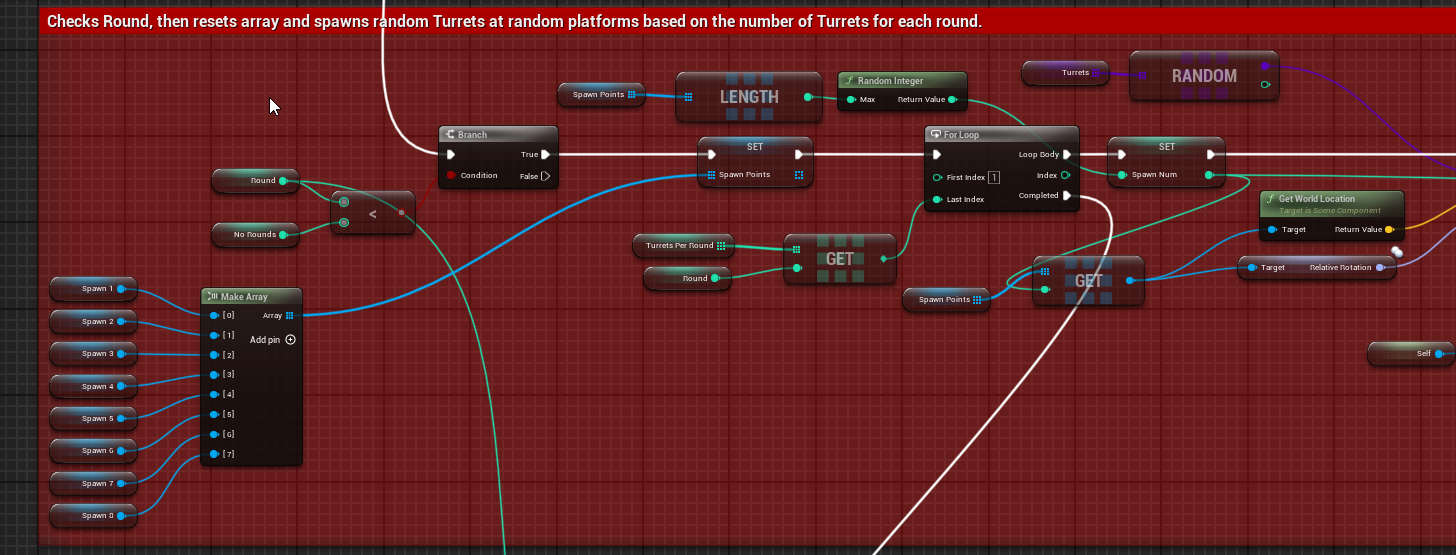 Checks Round, then resets array and spawns random Turrets at random platforms based on the number of Turrets for each round.
Spawn Points
LENGTH
f Random Integer
Max
Return Value
Turrets
RANDOM
Branch
True
Condition
False
SET
Spawn Points
For Loop
Loop Body
First Index 1
Index
Last Index
Completed
SET
Spawn Num
Round
<
No Rounds
Turrets Per Round
Round
GET
Spawn Points
GET
f Get World Location
Target is Scene Component
Target
Return Value
Target
Relative Rotation
Self
Spawn 1
Spawn 2
Spawn 3
Spawn 4
Spawn 5
Spawn 6
Spawn 7
Spawn 8
Make Array
[0]
Array
[1]
Add pin
[2]
[3]
[4]
[5]
[6]
[7]